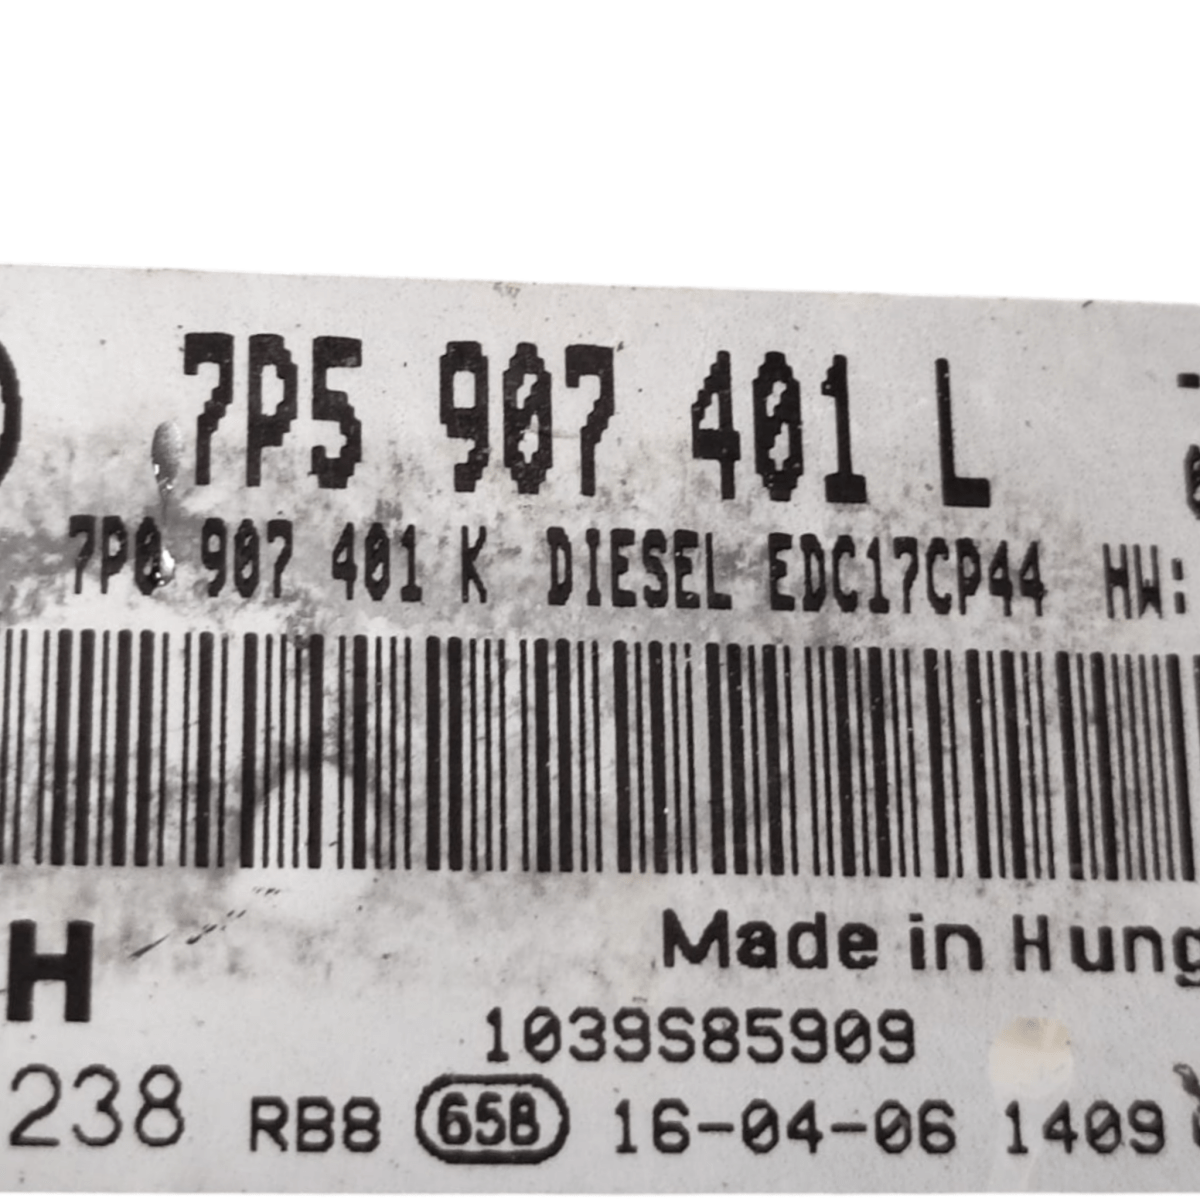 7P5 907 401 L
7P0 907 401 K DIESEL EDC17CP44 HW:
H Made in Hung
1039S85909
238 RB8 65B 16-04-06 1409